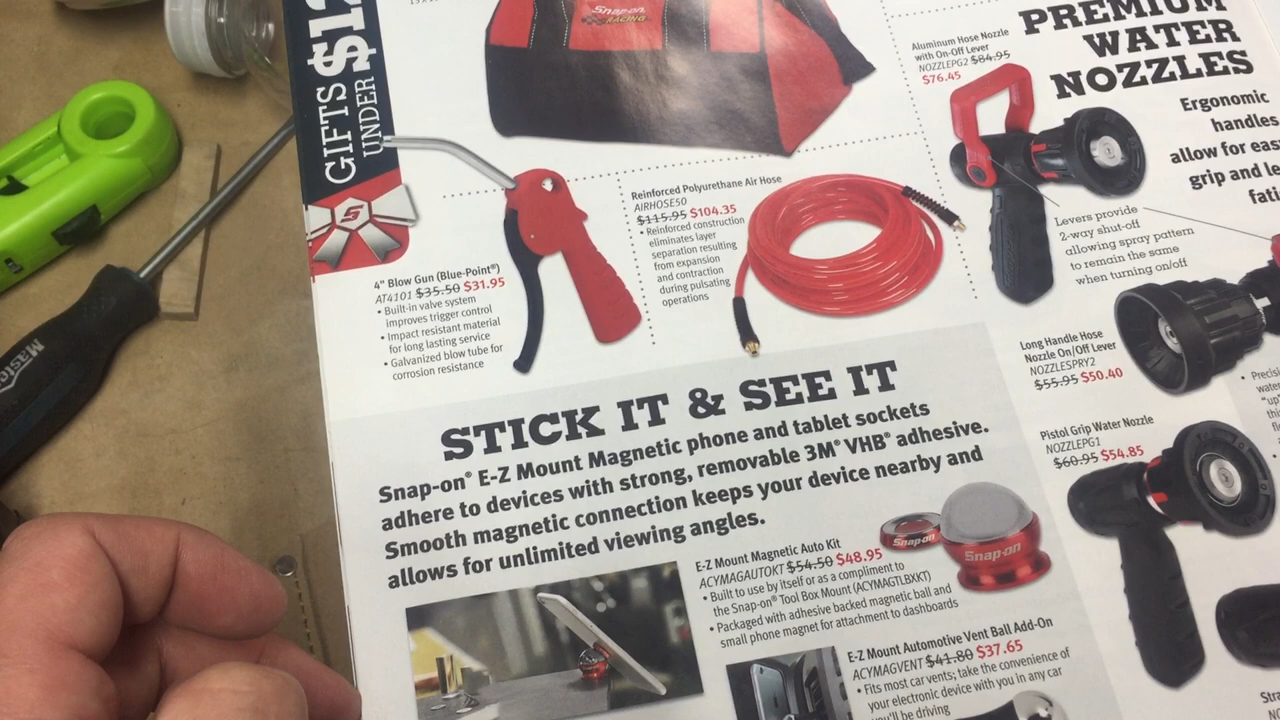 GIFTS
UNDER
Snap-on
RACING
4" Blow Gun (Blue-Point®)
AT4101 $35.50 $31.95
• Built-in valve system
improves trigger control
• Impact resistant material
for long lasting service
• Galvanized blow tube for
corrosion resistance
Reinforced Polyurethane Air Hose
AIRHOSE50
$115.95 $104.35
• Reinforced construction
eliminates layer
separation resulting
from expansion
and contraction
during pulsating
operations
Aluminum Hose Nozzle
with On-Off Lever
NOZZLEPG2 $84.95
$76.45
PREMIUM
WATER
NOZZLES
Ergonomic
handles
allow for
grip and
Levers provide
2-way shut-off
allowing spray pattern
to remain the same
when turning on/off
Long Handle Hose
Nozzle On/Off Lever
NOZZLESPRY2
$55.95 $50.40
Pistol Grip Water Nozzle
NOZZLEPG1
$60.95 $54.85
STICK IT & SEE IT
Snap-on® E-Z Mount Magnetic phone and tablet sockets
adhere to devices with strong, removable 3M® VHB® adhesive.
Smooth magnetic connection keeps your device nearby and
allows for unlimited viewing angles.
E-Z Mount Magnetic Auto Kit
ACYMAGAUTOKT $54.50 $48.95
• Built to use by itself or as a compliment to
the Snap-on® Tool Box Mount (ACYMAGTLBXKT)
• Packaged with adhesive backed magnetic ball and
small phone magnet for attachment to dashboards
Snap-on
Snap-on
E-Z Mount Automotive Vent Ball Add-On
ACYMAGVENT $41.80 $37.65
• Fits most car vents; take the convenience of
your electronic device with you in any car
you'll be driving